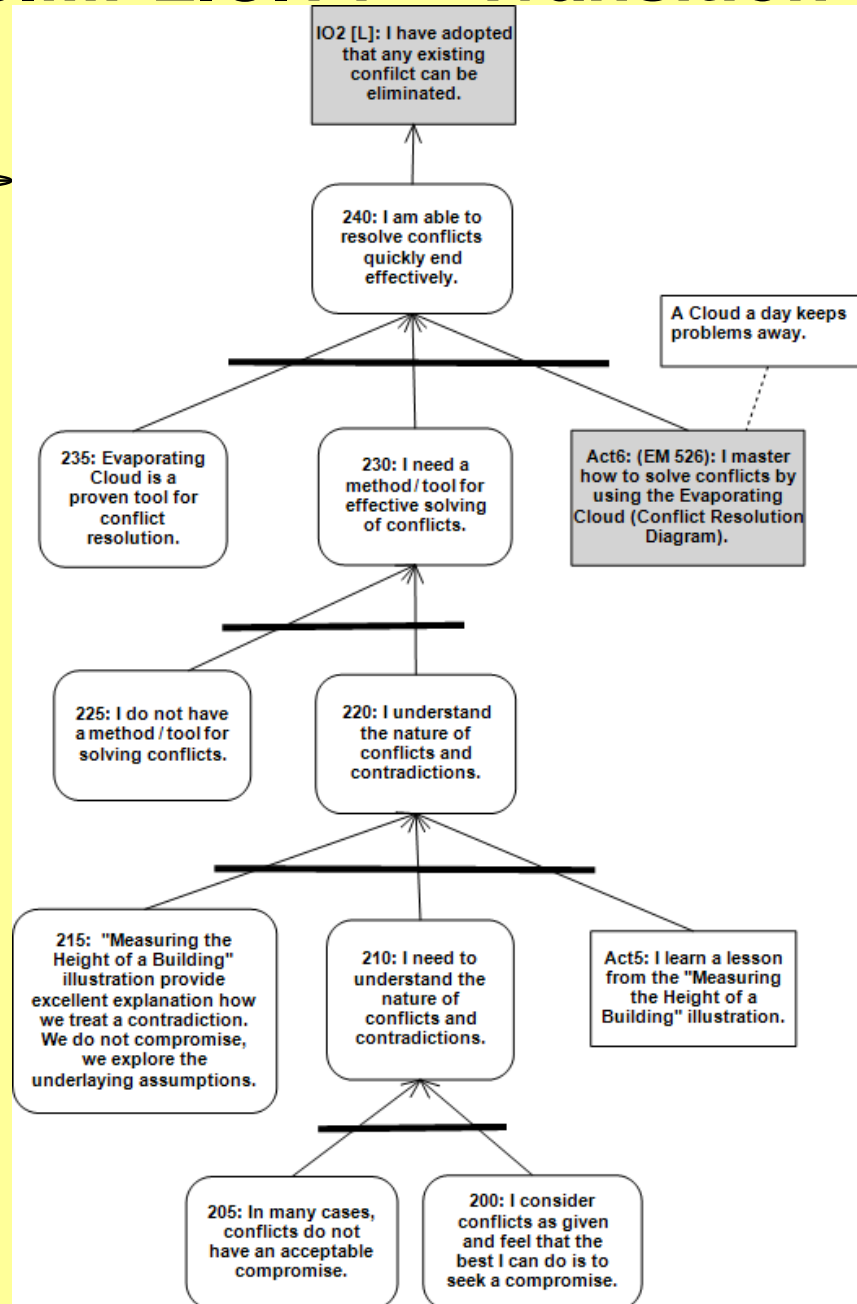 Transition
IO2 [L]: I have adopted
that any existing
confilct can be
eliminated.
240: I am able to
resolve conflicts
quickly end
effectively.
A Cloud a day keeps
problems away.
235: Evaporating
Cloud is a
proven tool for
conflict
resolution.
230: I need a
method / tool for
effective solving
of conflicts.
Act6: (EM 526): I master
how to solve conflicts by
using the Evaporating
Cloud (Conflict Resolution
Diagram).
225: I do not have
a method / tool for
solving conflicts.
220: I understand
the nature of
conflicts and
contradictions.
215: "Measuring the
Height of a Building"
illustration provide
excellent explanation how
we treat a contradiction.
We do not compromise,
we explore the
underlaying assumptions.
210: I need to
understand the
nature of
conflicts and
contradictions.
Act5: I learn a lesson
from the "Measuring
the Height of a
Building" illustration.
205: In many cases,
conflicts do not
have an acceptable
compromise.
200: I consider
conflicts as given
and feel that the
best I can do is to
seek a compromise.